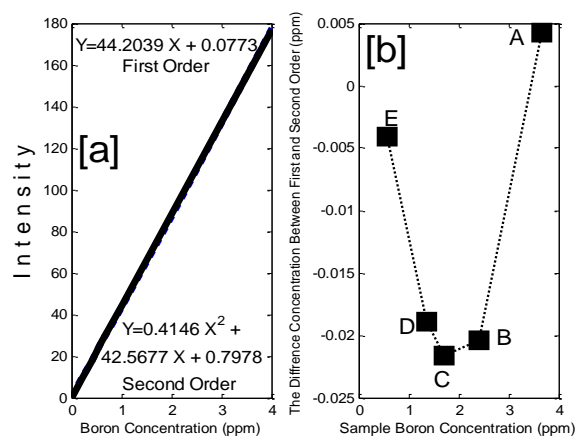 Y=44.2039 X + 0.0773
First Order
[a]
Y=0.4146 X² +
42.5677 X + 0.7978
Second Order
180
160
140
120
100
80
60
40
20
0
0 1 2 3 4
Intensity
Boron Concentration (ppm)
[b]
A
E
D
B
C
0.005
0
-0.005
-0.01
-0.015
-0.02
-0.025
0 1 2 3 4
The Diffrence Concentration Between First and Second Order (ppm)
Sample Boron Concentration (ppm)